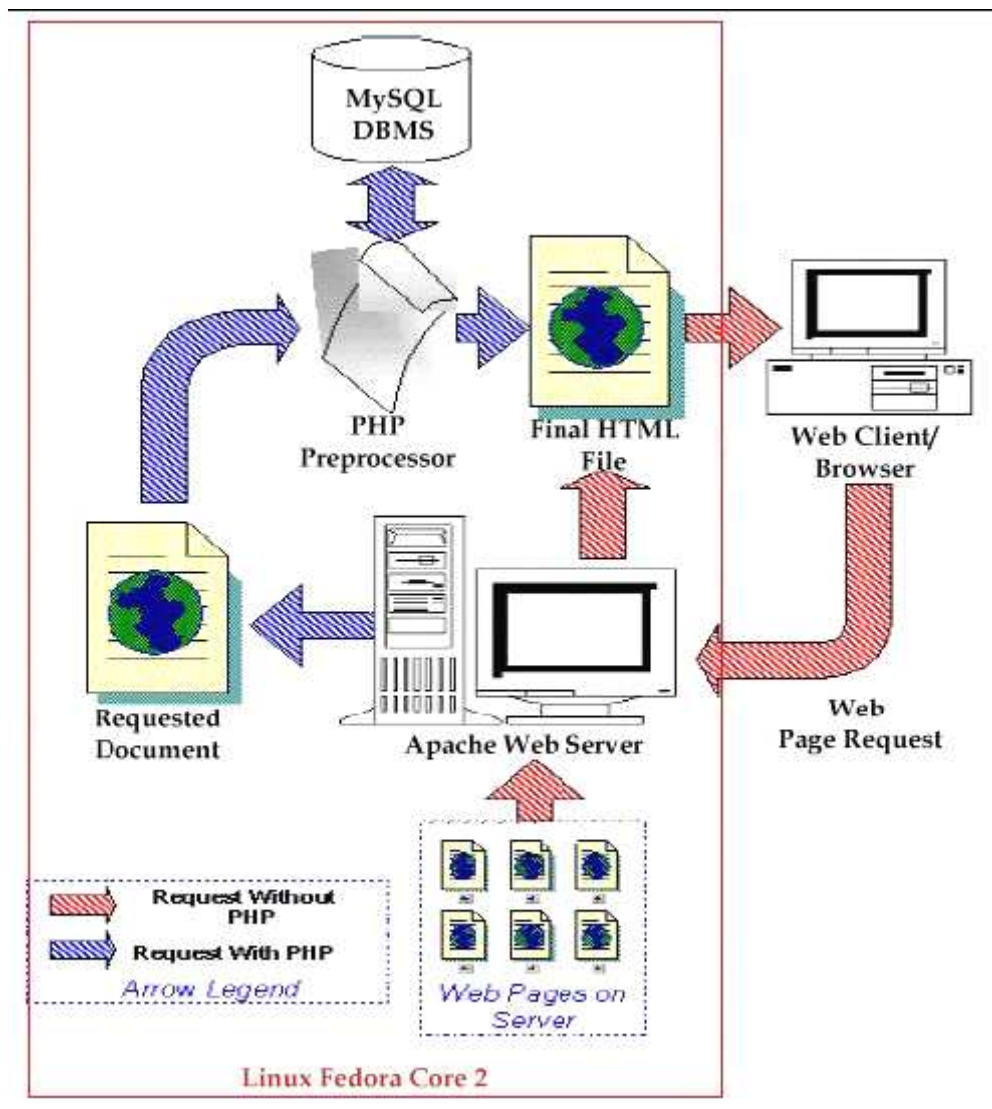 MySQL
DBMS
PHP
Preprocessor
Final HTML
File
Web Client/
Browser
Requested
Document
Apache Web Server
Web
Page Request
Request Without
PHP
Request With PHP
Arrow Legend
Web Pages on
Server
Linux Fedora Core 2